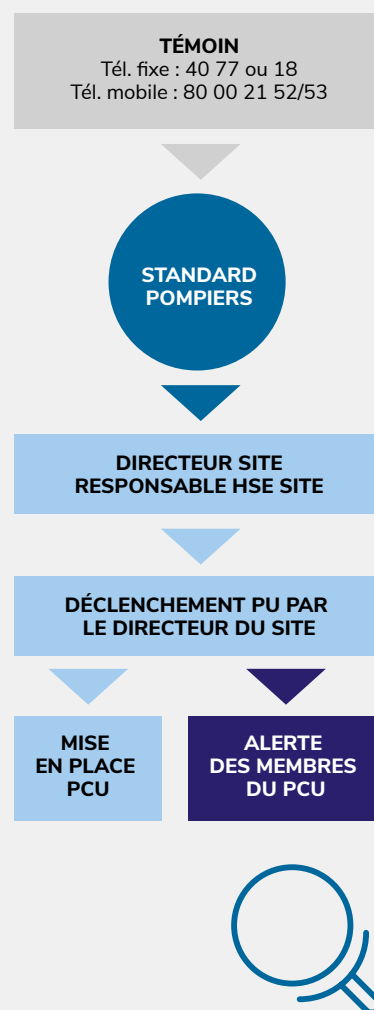 TÉMOIN
Tél. fixe : 40 77 ou 18
Tél. mobile : 80 00 21 52/53
STANDARD
POMPIERS
DIRECTEUR SITE
RESPONSABLE HSE SITE
DÉCLENCHEMENT PU PAR
LE DIRECTEUR DU SITE
MISE
EN PLACE
PCU
ALERTE
DES MEMBRES
DU PCU